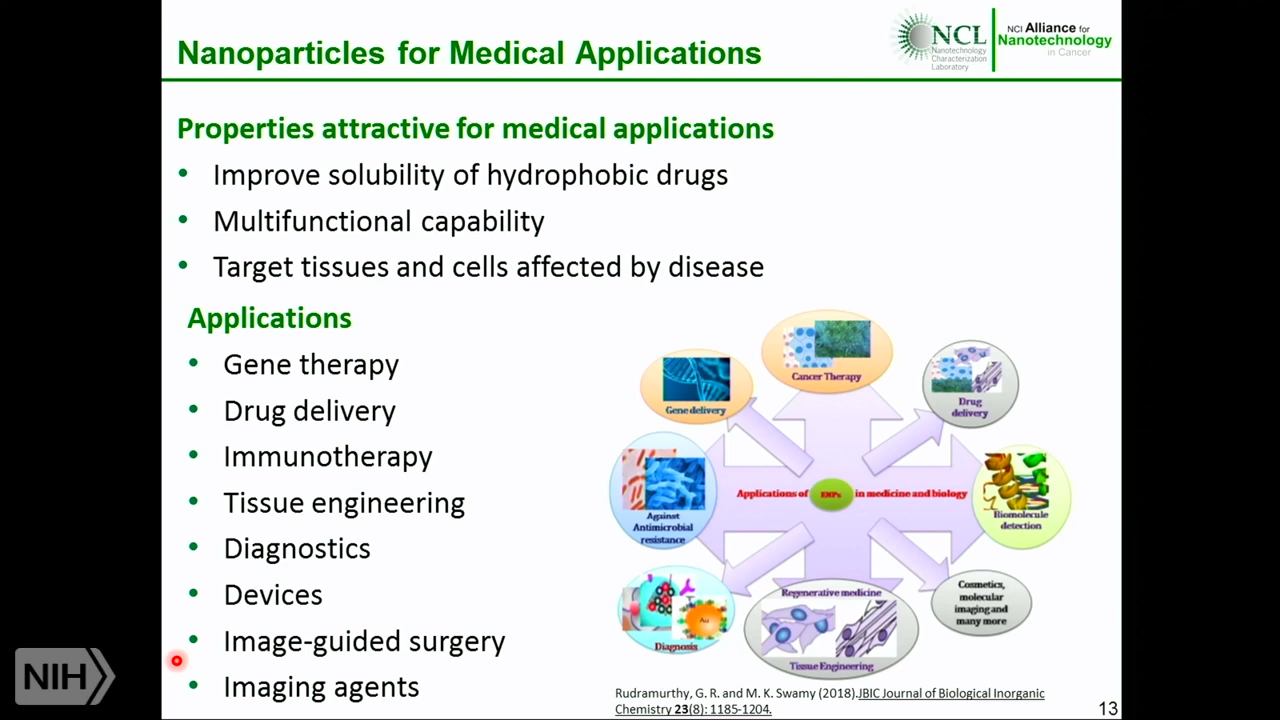 Nanoparticles for Medical Applications
NCL
Nanotechnology
Characterization
Laboratory
NCI Alliance for
Nanotechnology
in Cancer
Properties attractive for medical applications
• Improve solubility of hydrophobic drugs
• Multifunctional capability
• Target tissues and cells affected by disease
Applications
• Gene therapy
• Drug delivery
• Immunotherapy
• Tissue engineering
• Diagnostics
• Devices
• Image-guided surgery
• Imaging agents
Cancer Therapy
Gene delivery
Drug
delivery
Against
Antimicrobial
resistance
Applications of
in medicine and biology
Biomolecule
detection
Au
Diagnosis
Regenerative medicine
Tissue Engineering
Cosmetics,
molecular
imaging and
many more
Rudramurthy, G. R. and M. K. Swamy (2018).JBIC Journal of Biological Inorganic
Chemistry 23(8): 1185-1204.
13
NIH